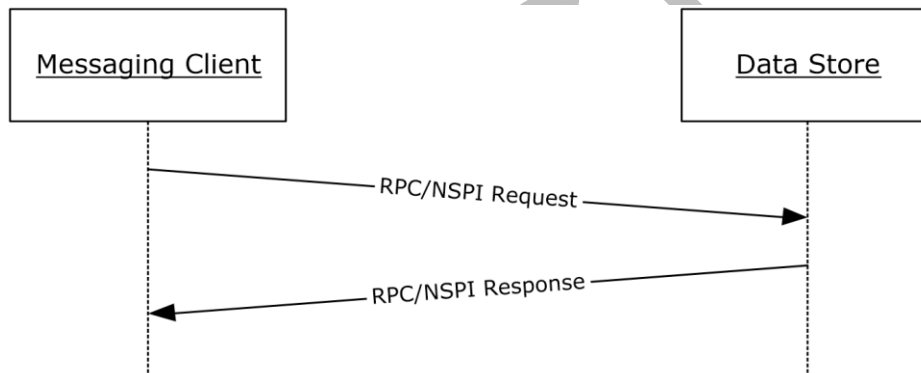 Messaging Client
Data Store
RPC/NSPI Request
RPC/NSPI Response